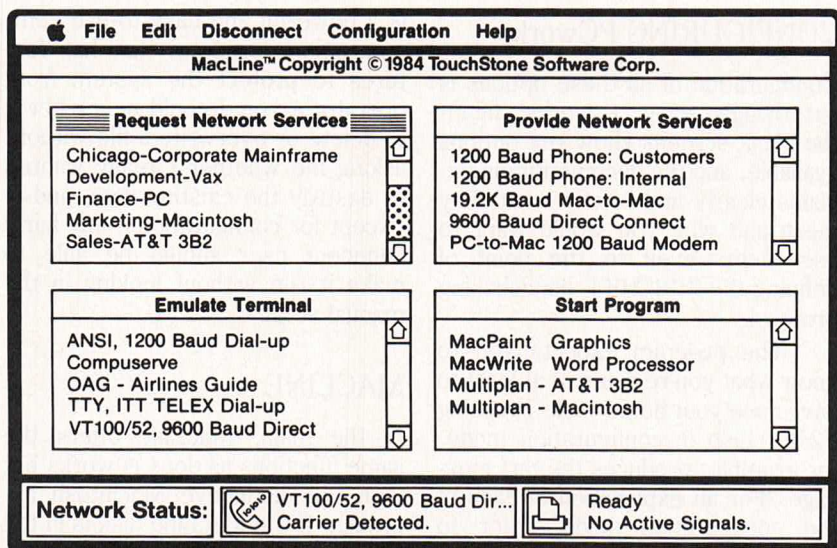 File Edit Disconnect Configuration Help
MacLine™ Copyright ©1984 TouchStone Software Corp.
Request Network Services
Chicago-Corporate Mainframe
Development-Vax
Finance-PC
Marketing-Macintosh
Sales-AT&T 3B2
Provide Network Services
1200 Baud Phone: Customers
1200 Baud Phone: Internal
19.2K Baud Mac-to-Mac
9600 Baud Direct Connect
PC-to-Mac 1200 Baud Modem
Emulate Terminal
ANSI, 1200 Baud Dial-up
Compuserve
OAG - Airlines Guide
TTY, ITT TELEX Dial-up
VT100/52, 9600 Baud Direct
Start Program
MacPaint - Graphics
MacWrite - Word Processor
Multiplan - AT&T 3B2
Multiplan - Macintosh
Network Status:
VT100/52, 9600 Baud Dir...
Carrier Detected.
Ready
No Active Signals.